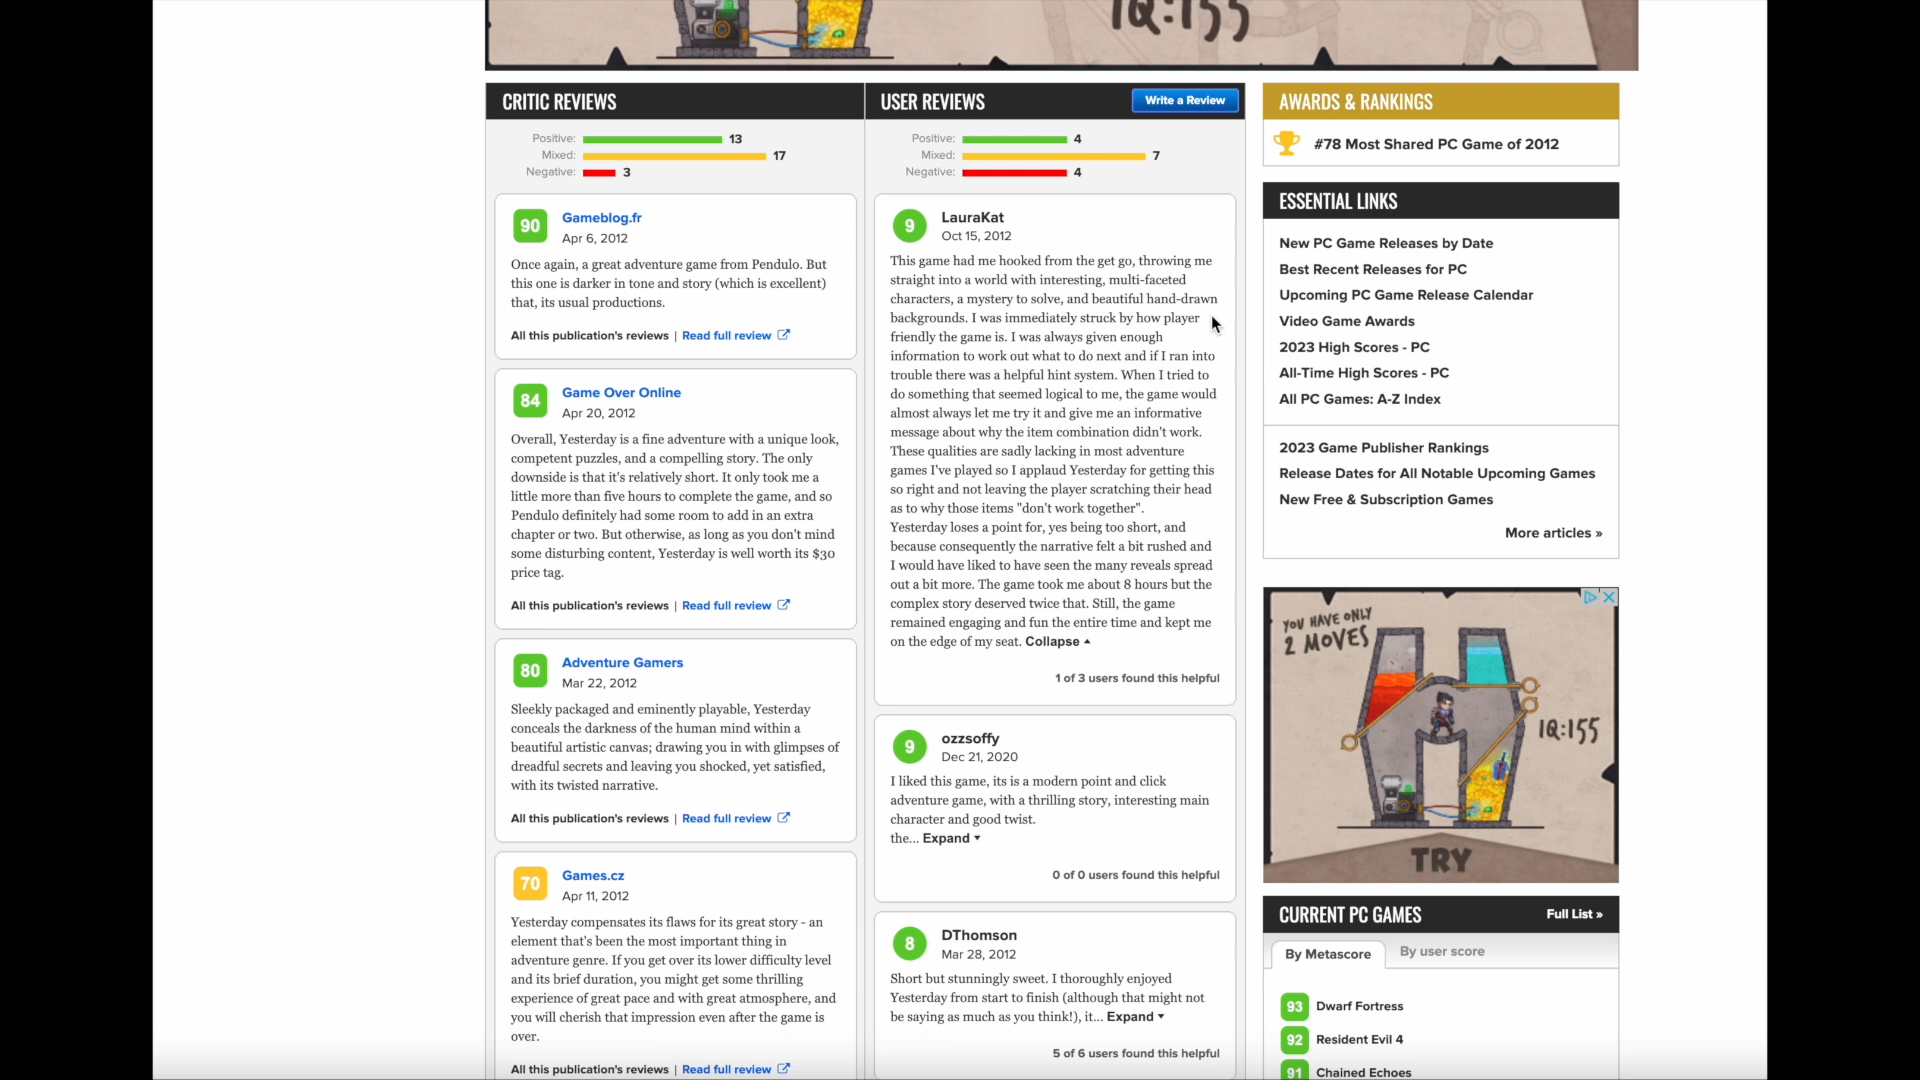 IQ:155
CRITIC REVIEWS
Positive: 13
Mixed: 17
Negative: 3
90
Gameblog.fr
Apr 6, 2012
Once again, a great adventure game from Pendulo. But
this one is darker in tone and story (which is excellent)
that, its usual productions.
All this publication's reviews | Read full review
84
Game Over Online
Apr 20, 2012
Overall, Yesterday is a fine adventure with a unique look,
competent puzzles, and a compelling story. The only
downside is that it's relatively short. It only took me a
little more than five hours to complete the game, and so
Pendulo definitely had some room to add in an extra
chapter or two. But otherwise, as long as you don't mind
some disturbing content, Yesterday is well worth its $30
price tag.
All this publication's reviews | Read full review
80
Adventure Gamers
Mar 22, 2012
Sleekly packaged and eminently playable, Yesterday
conceals the darkness of the human mind within a
beautiful artistic canvas; drawing you in with glimpses of
dreadful secrets and leaving you shocked, yet satisfied,
with its twisted narrative.
All this publication's reviews | Read full review
70
Games.cz
Apr 11, 2012
Yesterday compensates its flaws for its great story - an
element that's been the most important thing in
adventure genre. If you get over its lower difficulty level
and its brief duration, you might get some thrilling
experience of great pace and with great atmosphere, and
you will cherish that impression even after the game is
over.
All this publication's reviews | Read full review
USER REVIEWS
Write a Review
Positive: 4
Mixed: 7
Negative: 4
9
LauraKat
Oct 15, 2012
This game had me hooked from the get go, throwing me
straight into a world with interesting, multi-faceted
characters, a mystery to solve, and beautiful hand-drawn
backgrounds. I was immediately struck by how player
friendly the game is. I was always given enough
information to work out what to do next and if I ran into
trouble there was a helpful hint system. When I tried to
do something that seemed logical to me, the game would
almost always let me try it and give me an informative
message about why the item combination didn't work.
These qualities are sadly lacking in most adventure
games I've played so I applaud Yesterday for getting this
so right and not leaving the player scratching their head
as to why those items "don't work together".
Yesterday loses a point for, yes being too short, and
because consequently the narrative felt a bit rushed and
I would have liked to have seen the many reveals spread
out a bit more. The game took me about 8 hours but the
complex story deserved twice that. Still, the game
remained engaging and fun the entire time and kept me
on the edge of my seat. Collapse
1 of 3 users found this helpful
9
ozzsoffy
Dec 21, 2020
I liked this game, its is a modern point and click
adventure game, with a thrilling story, interesting main
character and good twist.
the... Expand
0 of 0 users found this helpful
8
DThomson
Mar 28, 2012
Short but stunningly sweet. I thoroughly enjoyed
Yesterday from start to finish (although that might not
be saying as much as you think!), it... Expand
5 of 6 users found this helpful
AWARDS & RANKINGS
#78 Most Shared PC Game of 2012
ESSENTIAL LINKS
New PC Game Releases by Date
Best Recent Releases for PC
Upcoming PC Game Release Calendar
Video Game Awards
2023 High Scores - PC
All-Time High Scores - PC
All PC Games: A-Z Index
2023 Game Publisher Rankings
Release Dates for All Notable Upcoming Games
New Free & Subscription Games
More articles »
YOU HAVE ONLY
2 MOVES
IQ:155
TRY
CURRENT PC GAMES
Full List »
By Metascore
By user score
93 Dwarf Fortress
92 Resident Evil 4
91 Chained Echoes